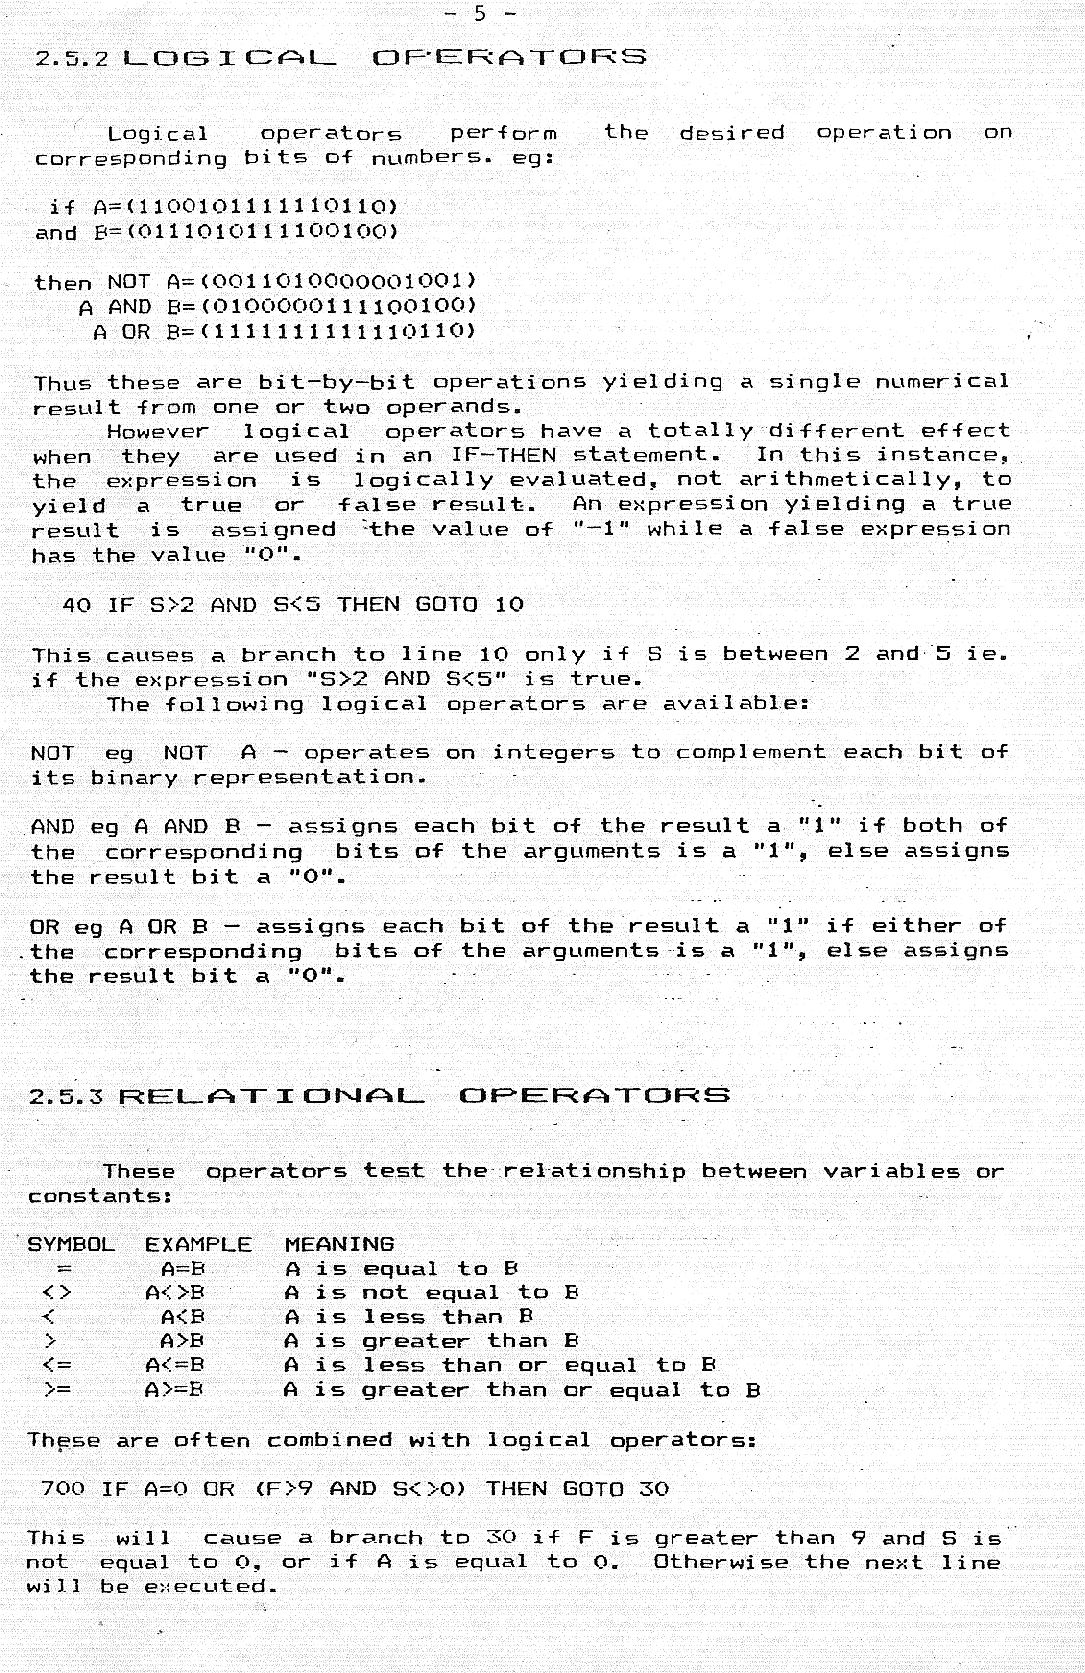 - 5 -
2.5.2 LOGICAL OPERATORS
Logical operators perform the desired operation on
corresponding bits of numbers. eg:
if A=(1100101111110110)
and B=(0111010111100100)
then NOT A=(0011010000001001)
A AND B=(0100000111100100)
A OR B=(1111111111110110)
Thus these are bit-by-bit operations yielding a single numerical
result from one or two operands.
However logical operators have a totally different effect
when they are used in an IF-THEN statement. In this instance,
the expression is logically evaluated, not arithmetically, to
yield a true or false result. An expression yielding a true
result is assigned the value of "-1" while a false expression
has the value "0".
40 IF S>2 AND S<5 THEN GOTO 10
This causes a branch to line 10 only if S is between 2 and 5 ie.
if the expression "S>2 AND S<5" is true.
The following logical operators are available:
NOT eg NOT A - operates on integers to complement each bit of
its binary representation.
AND eg A AND B - assigns each bit of the result a "1" if both of
the corresponding bits of the arguments is a "1", else assigns
the result bit a "0".
OR eg A OR B - assigns each bit of the result a "1" if either of
the corresponding bits of the arguments is a "1", else assigns
the result bit a "0".
2.5.3 RELATIONAL OPERATORS
These operators test the relationship between variables or
constants:
SYMBOL EXAMPLE MEANING
= A=B A is equal to B
<> A<>B A is not equal to B
< A<B A is less than B
> A>B A is greater than B
<= A<=B A is less than or equal to B
>= A>=B A is greater than or equal to B
These are often combined with logical operators:
700 IF A=0 OR (F>9 AND S<>0) THEN GOTO 30
This will cause a branch to 30 if F is greater than 9 and S is
not equal to 0, or if A is equal to 0. Otherwise the next line
will be executed.